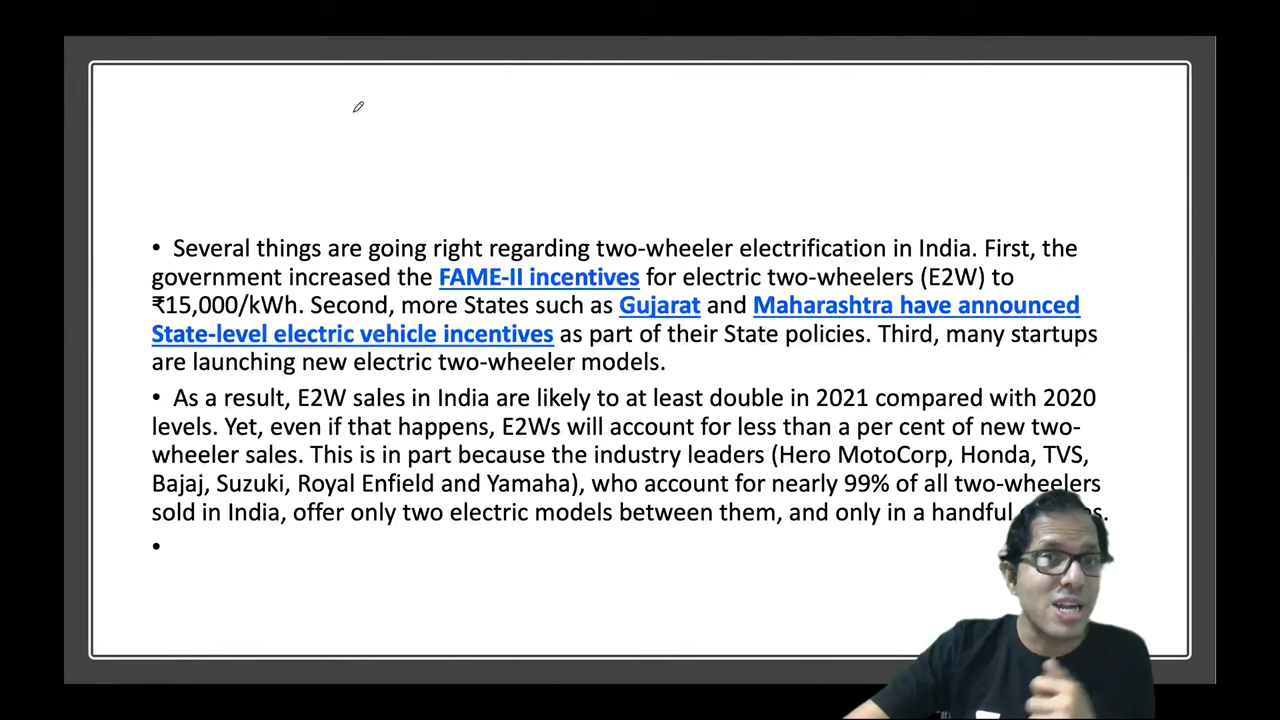 • Several things are going right regarding two-wheeler electrification in India. First, the
government increased the FAME-II incentives for electric two-wheelers (E2W) to
₹15,000/kWh. Second, more States such as Gujarat and Maharashtra have announced
State-level electric vehicle incentives as part of their State policies. Third, many startups
are launching new electric two-wheeler models.
• As a result, E2W sales in India are likely to at least double in 2021 compared with 2020
levels. Yet, even if that happens, E2Ws will account for less than a per cent of new two-
wheeler sales. This is in part because the industry leaders (Hero MotoCorp, Honda, TVS,
Bajaj, Suzuki, Royal Enfield and Yamaha), who account for nearly 99% of all two-wheelers
sold in India, offer only two electric models between them, and only in a handful
•